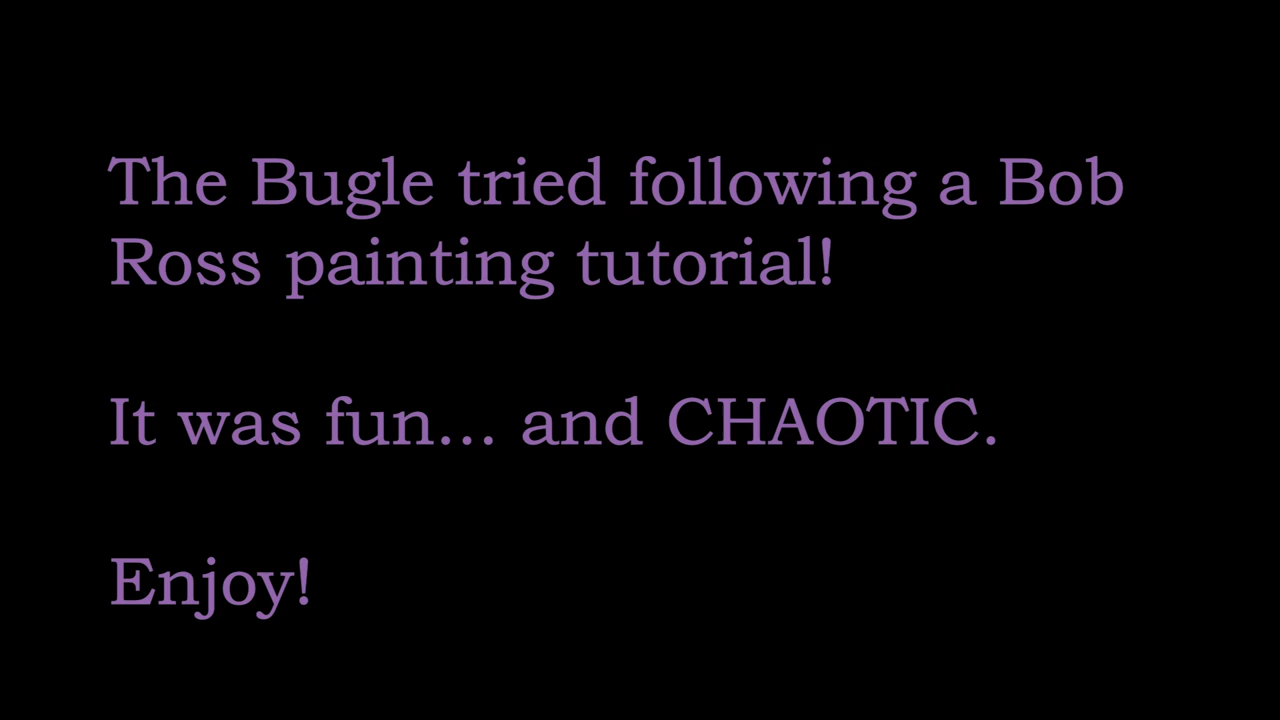 The Bugle tried following a Bob
Ross painting tutorial!
It was fun... and CHAOTIC.
Enjoy!